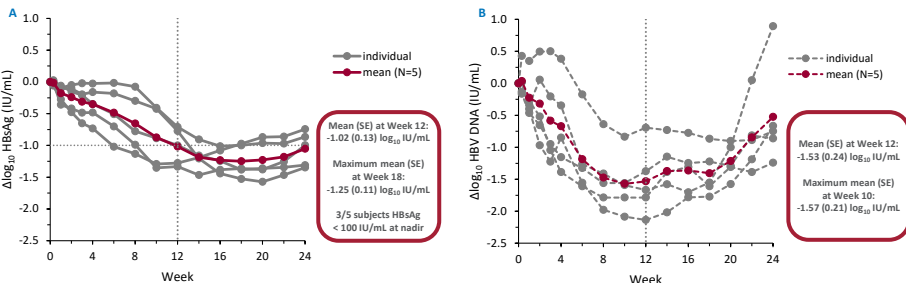 A
Δlog10 HBsAg (IU/mL)
1.0
0.5
0.0
-0.5
-1.0
-1.5
-2.0
-2.5
0 4 8 12 16 20 24
Week
individual
mean (N=5)
Mean (SE) at Week 12:
-1.02 (0.13) log10 IU/mL
Maximum mean (SE)
at Week 18:
-1.25 (0.11) log10 IU/mL
3/5 subjects HBsAg
< 100 IU/mL at nadir
B
Δlog10 HBV DNA (IU/mL)
1.0
0.5
0.0
-0.5
-1.0
-1.5
-2.0
-2.5
0 4 8 12 16 20 24
Week
individual
mean (N=5)
Mean (SE) at Week 12:
-1.53 (0.24) log10 IU/mL
Maximum mean (SE)
at Week 10:
-1.57 (0.21) log10 IU/mL